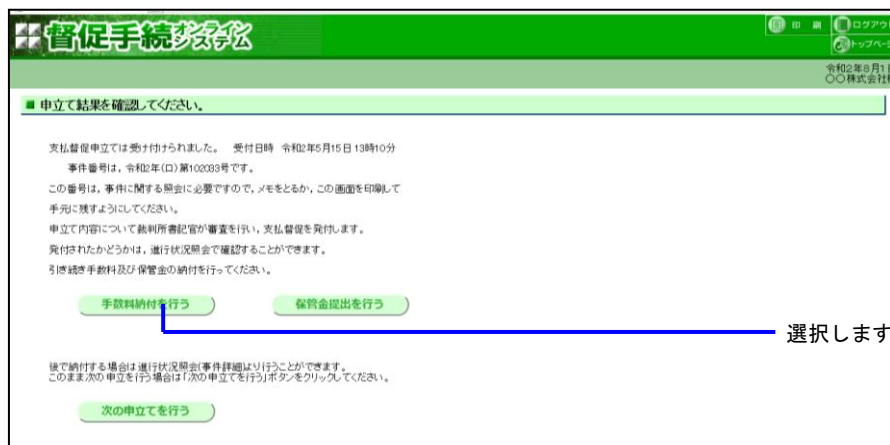 督促手続オンラインシステム
印 刷
ログアウ
トップペー
令和2年8月1
〇〇株式会社
■ 申立て結果を確認してください。
支払督促申立ては受け付けられました。 受付日時 令和2年5月15日 13時10分
事件番号は,令和2年(ロ)第102033号です。
この番号は,事件に関する照会に必要ですので,メモをとるか,この画面を印刷して
手元に残すようにしてください。
申立て内容について裁判所書記官が審査を行い,支払督促を発付します。
発付されたかどうかは,進行状況照会で確認することができます。
引き続き手数料及び保管金の納付を行ってください。
手数料納付を行う 保管金提出を行う
選択します
後で納付する場合は進行状況照会(事件詳細)より行うことができます。
このまま次の申立を行う場合は「次の申立てを行う」ボタンをクリックしてください。
次の申立てを行う